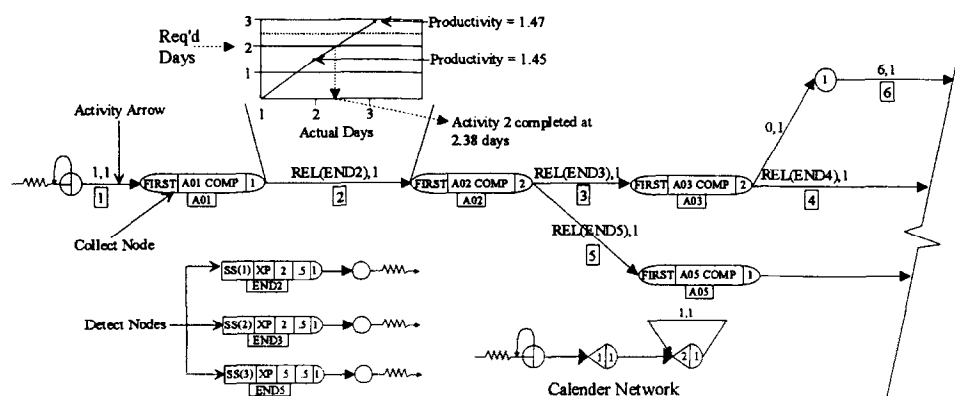 3
Productivity = 1.47
Req'd
Days
2
Productivity = 1.45
1
1
2
3
Actual Days
Activity 2 completed at
2.38 days
Activity Arrow
1,1
1
FIRST A01 COMP 1
A01
REL(END2),1
2
FIRST A02 COMP 2
A02
REL(END3),1
3
FIRST A03 COMP 2
A03
0,1
1
6,1
6
REL(END4),1
4
REL(END5),1
5
FIRST A05 COMP 1
A05
Collect Node
Detect Nodes
SS(1) XP 2 .5 1
END2
SS(2) XP 2 .5 1
END3
SS(3) XP 5 .5 1
END5
1,1
1 1
2 1
Calender Network